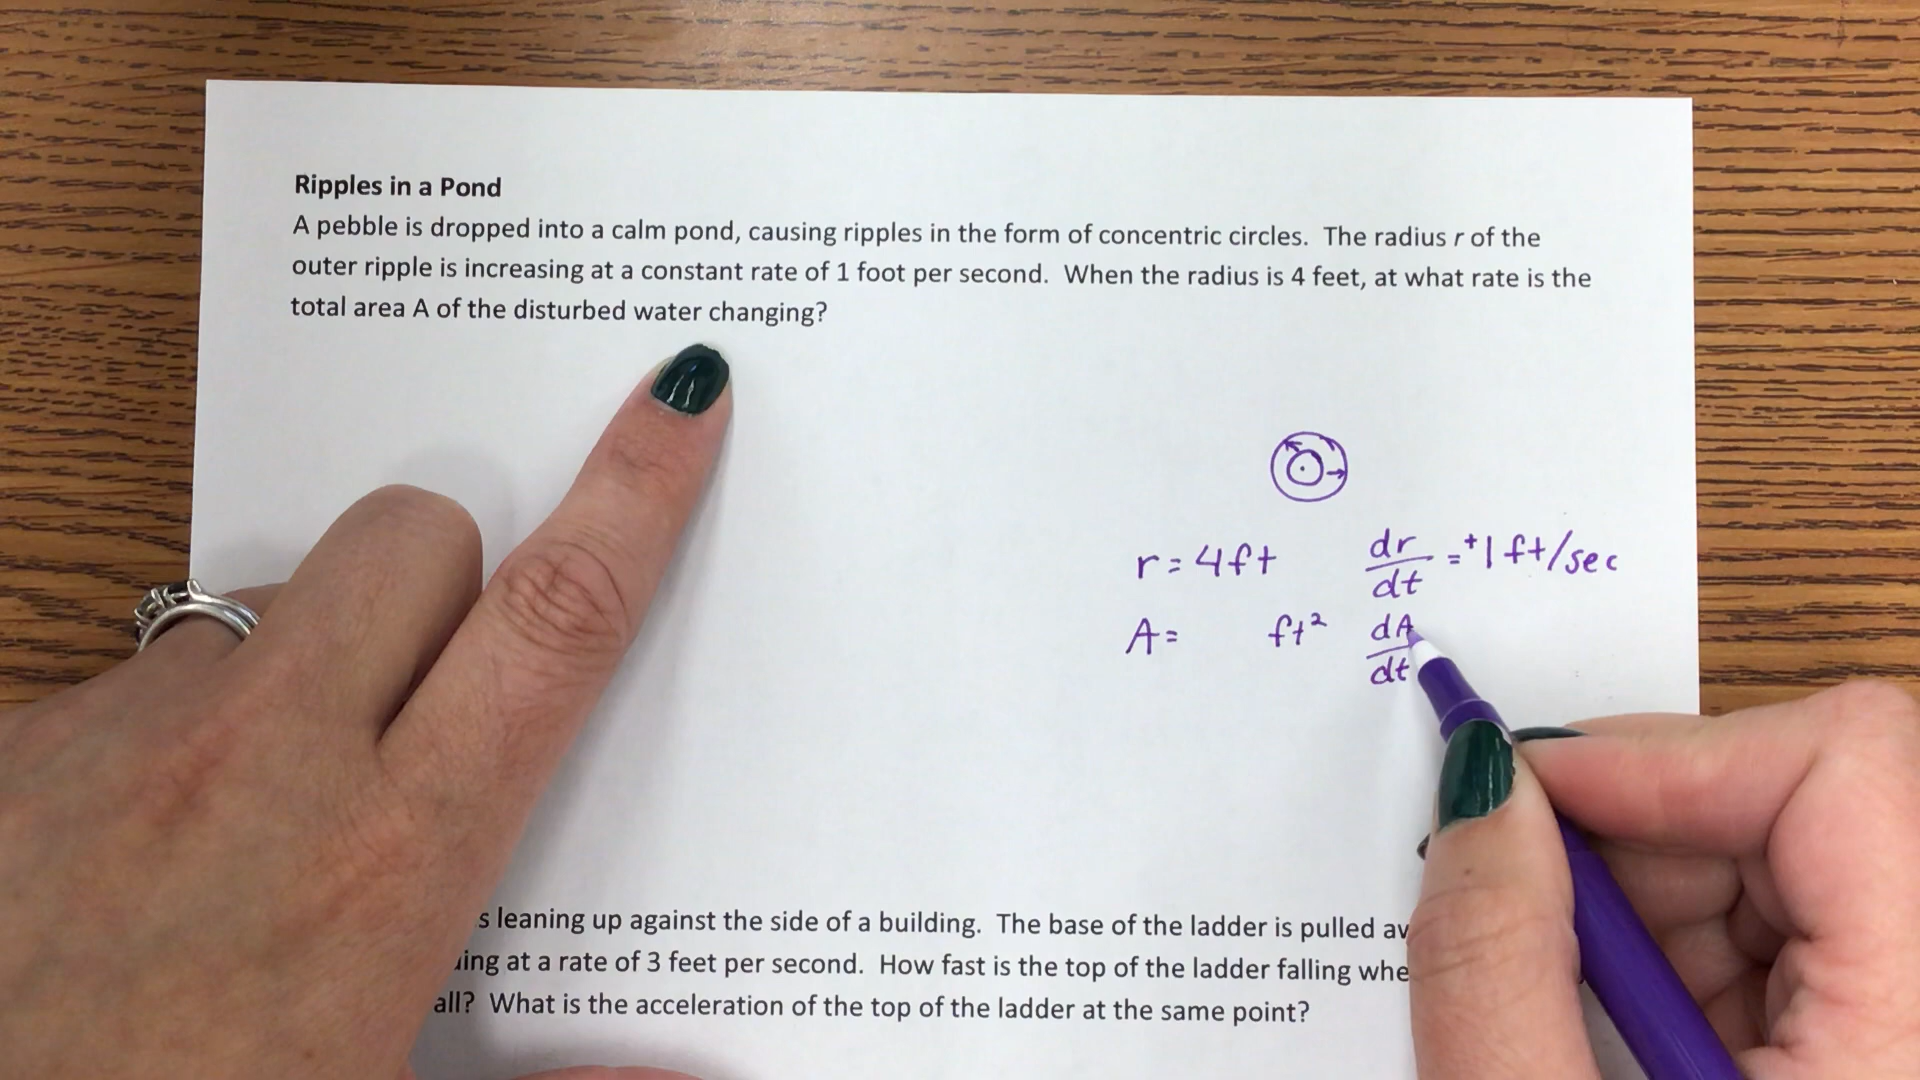 Ripples in a Pond
A pebble is dropped into a calm pond, causing ripples in the form of concentric circles. The radius r of the
outer ripple is increasing at a constant rate of 1 foot per second. When the radius is 4 feet, at what rate is the
total area A of the disturbed water changing?
r = 4ft dr/dt = +1 ft/sec
A = ft² dA/dt
s leaning up against the side of a building. The base of the ladder is pulled
at a rate of 3 feet per second. How fast is the top of the ladder falling
What is the acceleration of the top of the ladder at the same point?